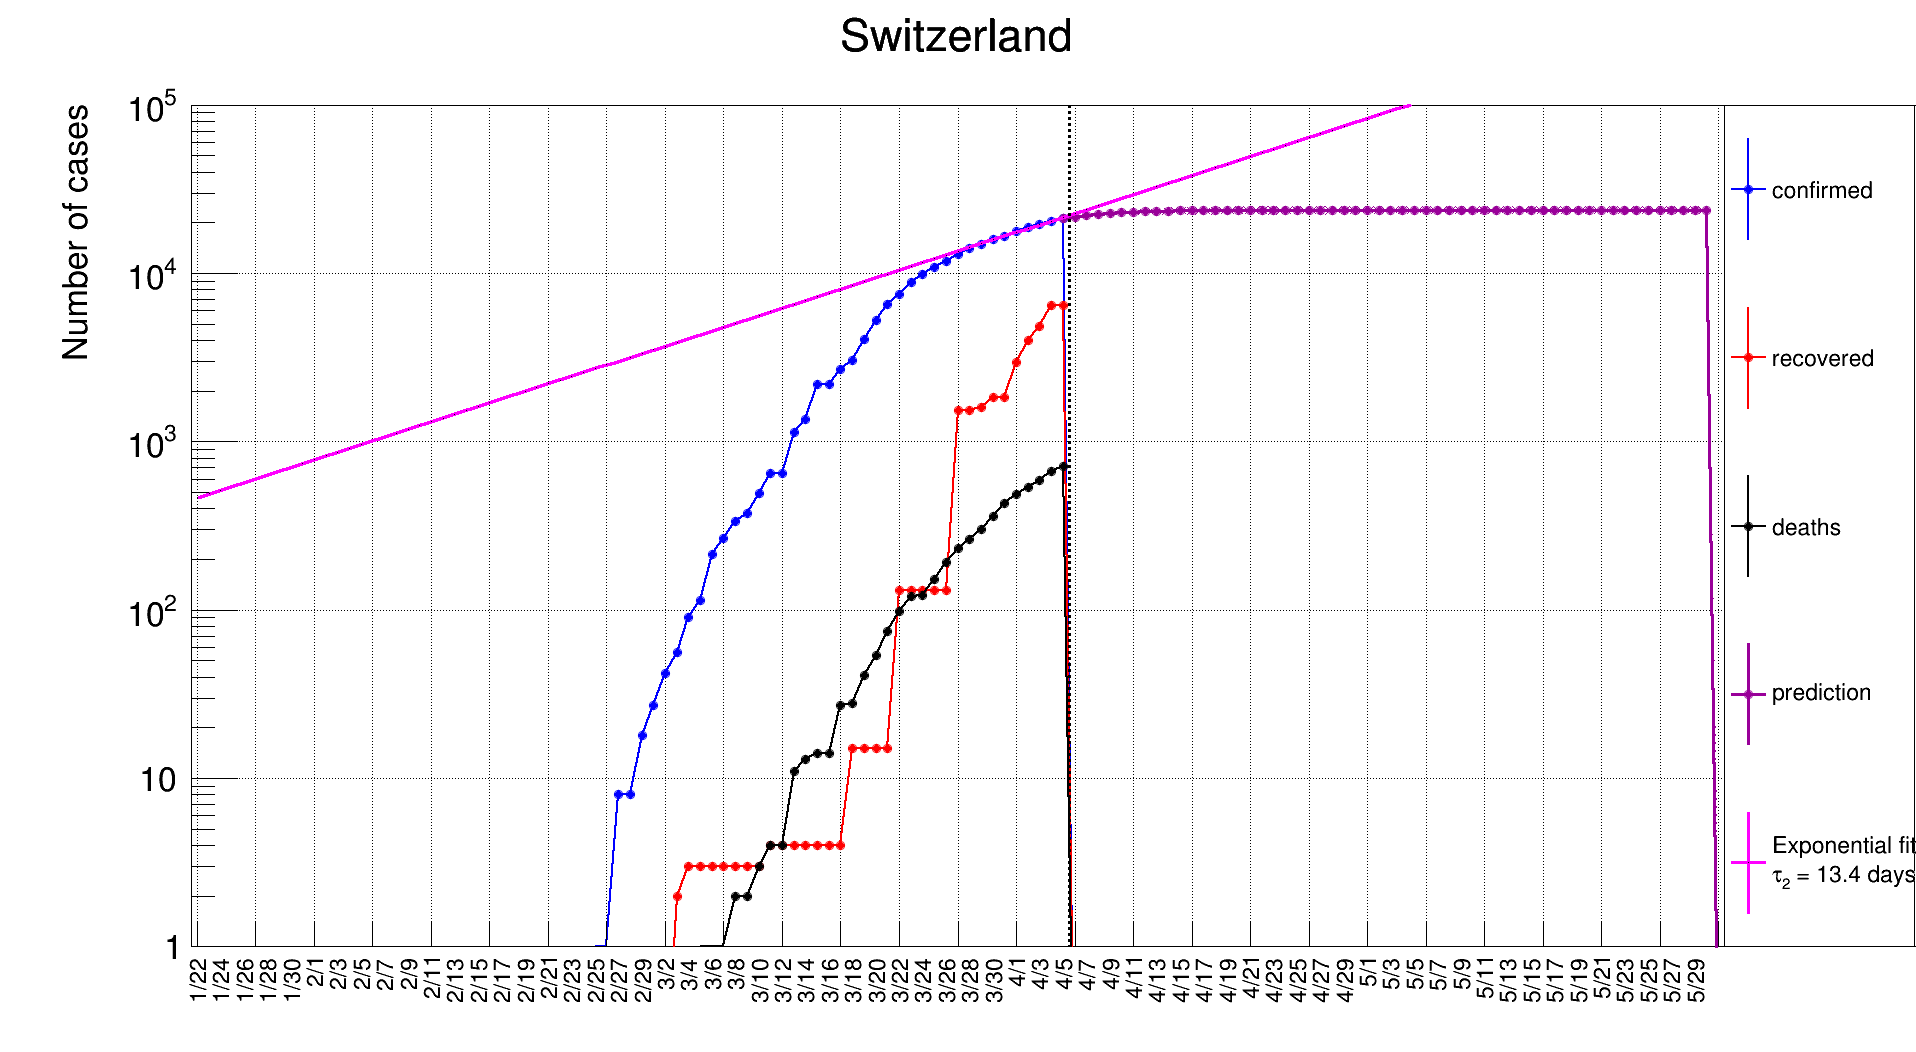 Switzerland
Number of cases
10^5
10^4
10^3
10^2
10
1
1/22 1/24 1/26 1/28 1/30 2/1 2/3 2/5 2/7 2/9 2/11 2/13 2/15 2/17 2/19 2/21 2/23 2/25 2/27 2/29 3/2 3/4 3/6 3/8 3/10 3/12 3/14 3/16 3/18 3/20 3/22 3/24 3/26 3/28 3/30 4/1 4/3 4/5 4/7 4/9 4/11 4/13 4/15 4/17 4/19 4/21 4/23 4/25 4/27 4/29 5/1 5/3 5/5 5/7 5/9 5/11 5/13 5/15 5/17 5/19 5/21 5/23 5/25 5/27 5/29
confirmed
recovered
deaths
prediction
Exponential fit
τ₂ = 13.4 days